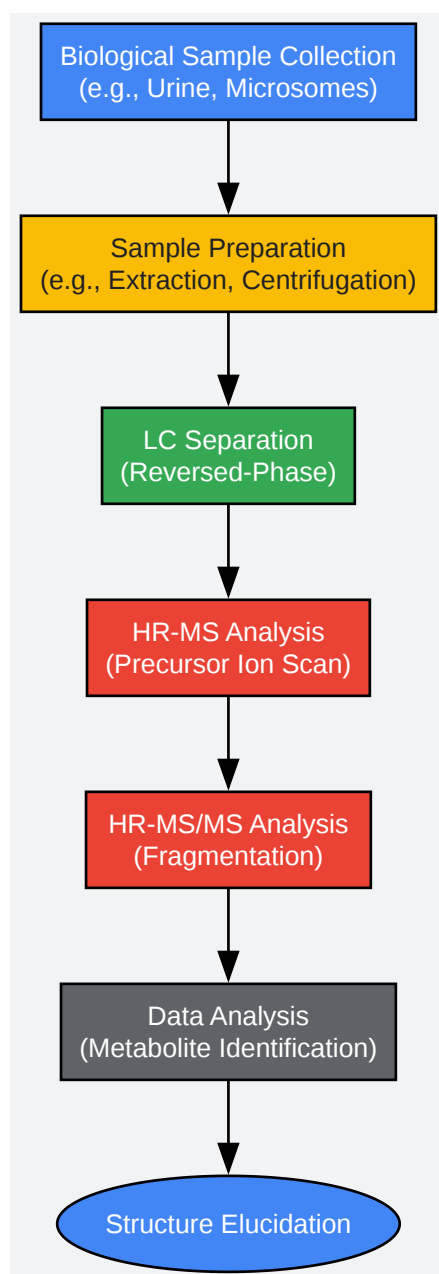 Biological Sample Collection
(e.g., Urine, Microsomes)
Sample Preparation
(e.g., Extraction, Centrifugation)
LC Separation
(Reversed-Phase)
HR-MS Analysis
(Precursor Ion Scan)
HR-MS/MS Analysis
(Fragmentation)
Data Analysis
(Metabolite Identification)
Structure Elucidation